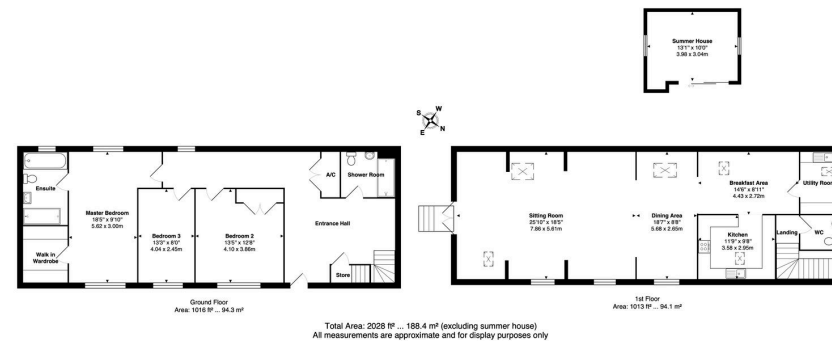 Summer House
13'1" x 10'0"
3.98 x 3.04m
S W
E N
Ensuite
Master Bedroom
18'5" x 9'10"
5.62 x 3.00m
Walk in
Wardrobe
Bedroom 3
13'3" x 8'0"
4.04 x 2.45m
Bedroom 2
13'5" x 12'8"
4.10 x 3.86m
A/C
Shower Room
Entrance Hall
Store
Ground Floor
Area: 1016 ft² ... 94.3 m²
Sitting Room
25'10" x 18'5"
7.86 x 5.61m
Dining Area
18'7" x 8'8"
5.68 x 2.65m
Breakfast Area
14'6" x 8'11"
4.43 x 2.72m
Utility Room
Kitchen
11'9" x 9'8"
3.58 x 2.95m
Landing
WC
1st Floor
Area: 1013 ft² ... 94.1 m²
Total Area: 2028 ft² ... 188.4 m² (excluding summer house)
All measurements are approximate and for display purposes only